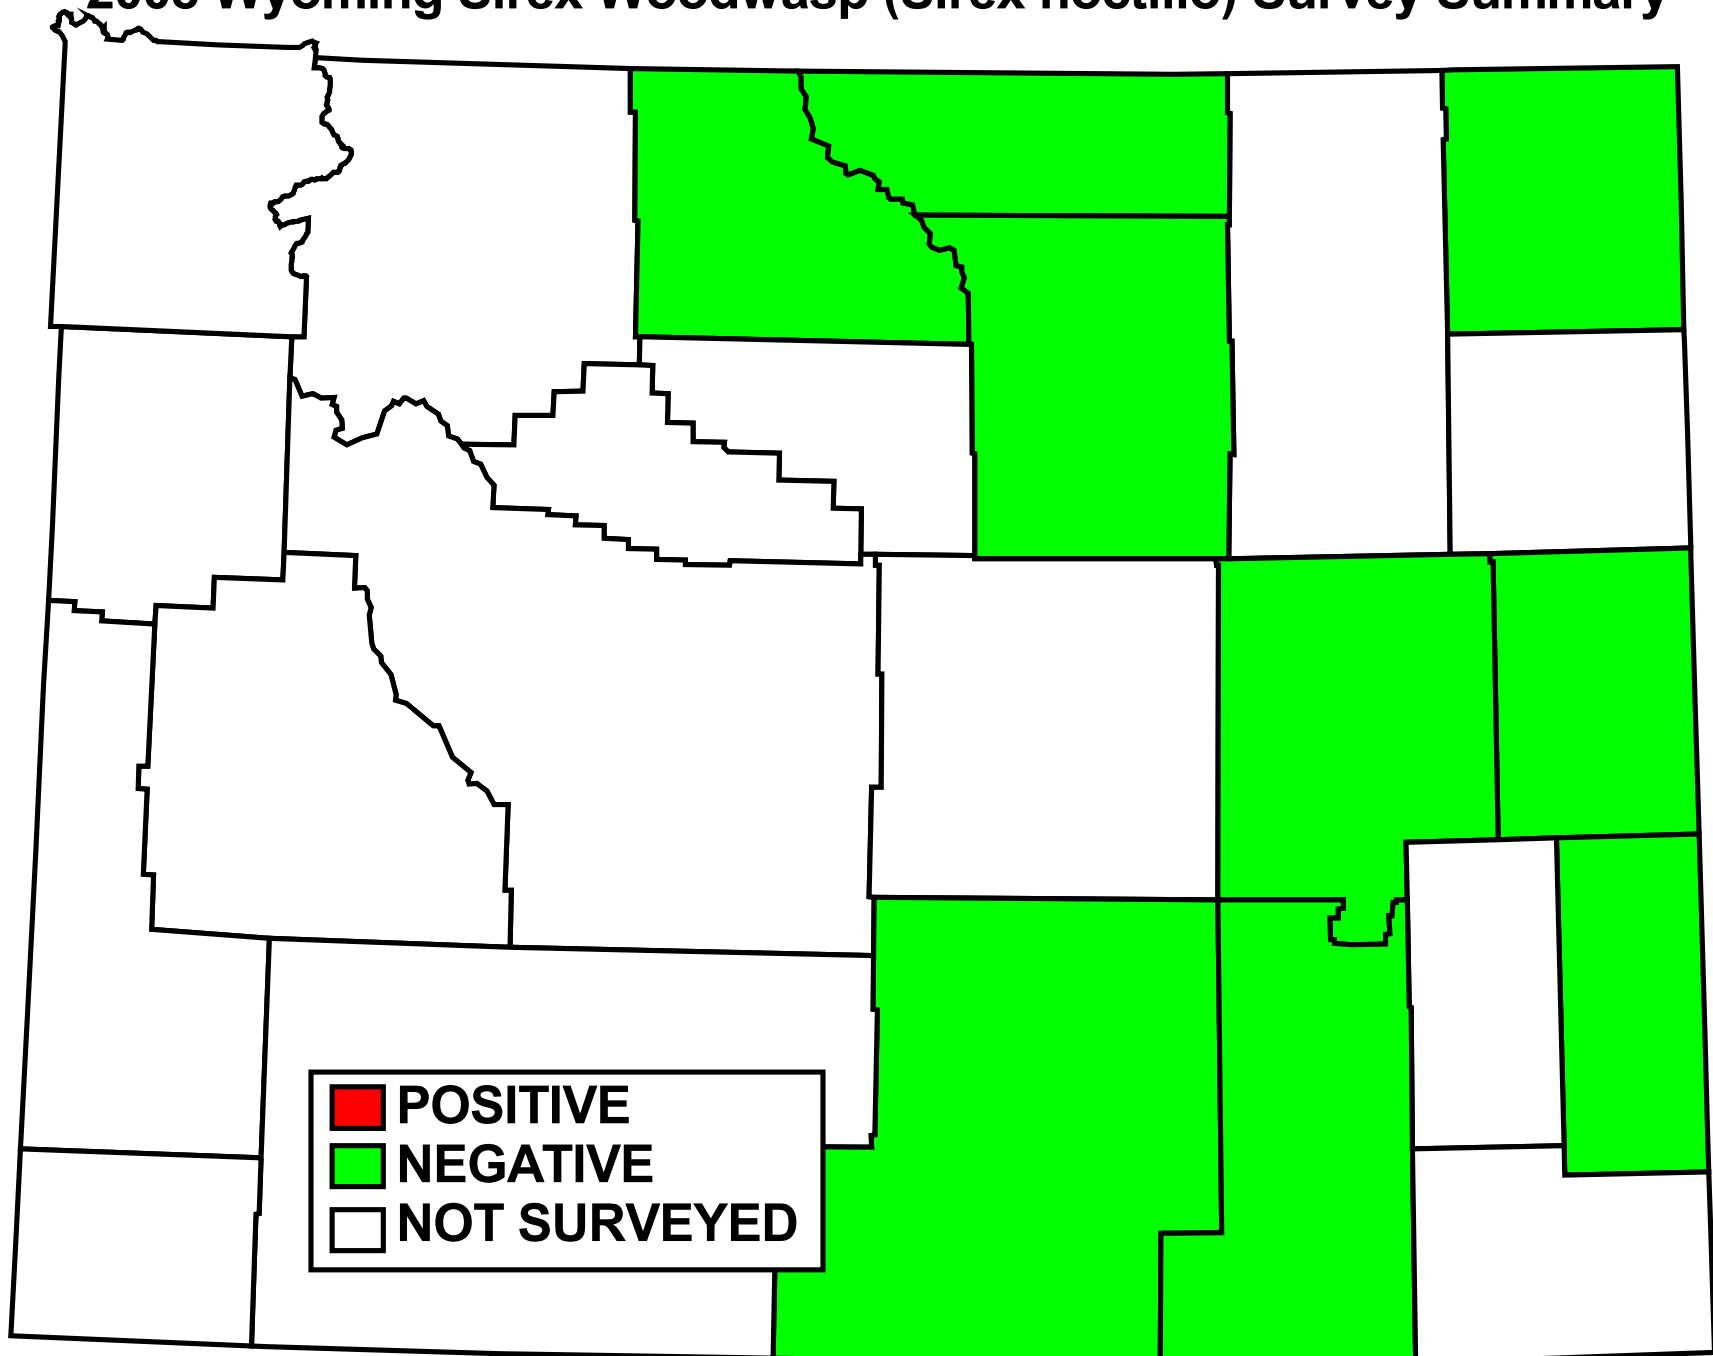 Wyoming Sirex Woodwasp (Sirex noctilio) Survey Summary
POSITIVE
NEGATIVE
NOT SURVEYED